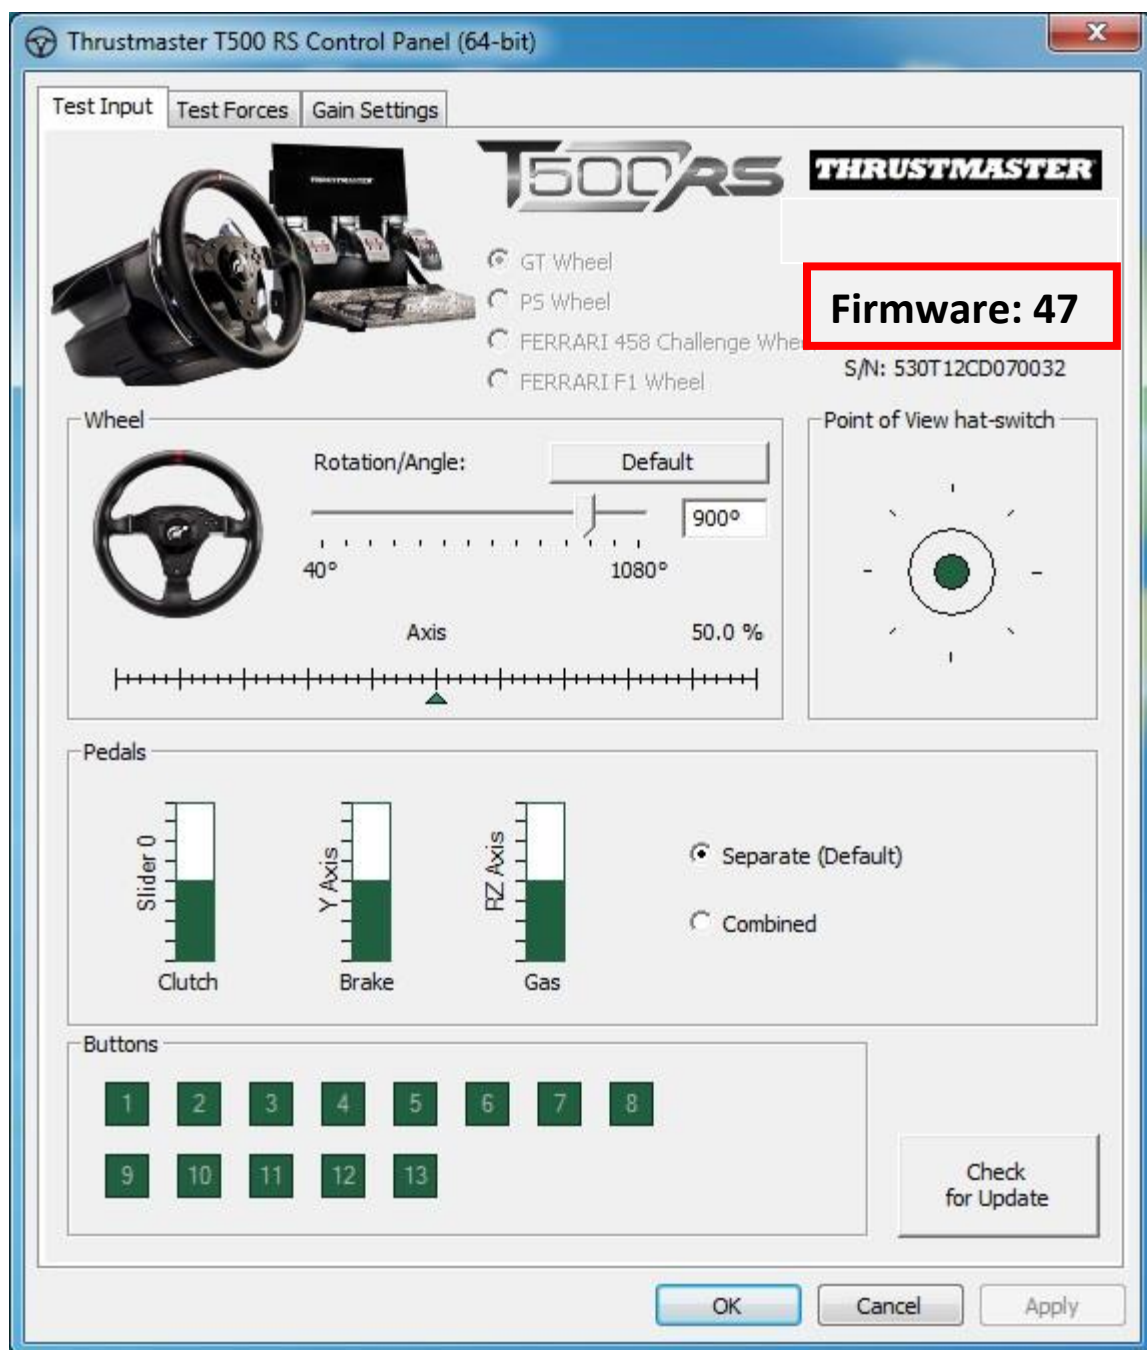 Thrustmaster T500 RS Control Panel (64-bit)
Test Input Test Forces Gain Settings
T500RS
THRUSTMASTER
GT Wheel
PS Wheel
FERRARI 458 Challenge Whe
FERRARI F1 Wheel
Firmware: 47
S/N: 530T12CD070032
Wheel
Rotation/Angle: Default
900°
40° 1080°
Axis 50.0 %
Point of View hat-switch
Pedals
Slider 0
Y Axis
RZ Axis
Clutch Brake Gas
Separate (Default)
Combined
Buttons
1 2 3 4 5 6 7 8
9 10 11 12 13
Check
for Update
OK Cancel Apply